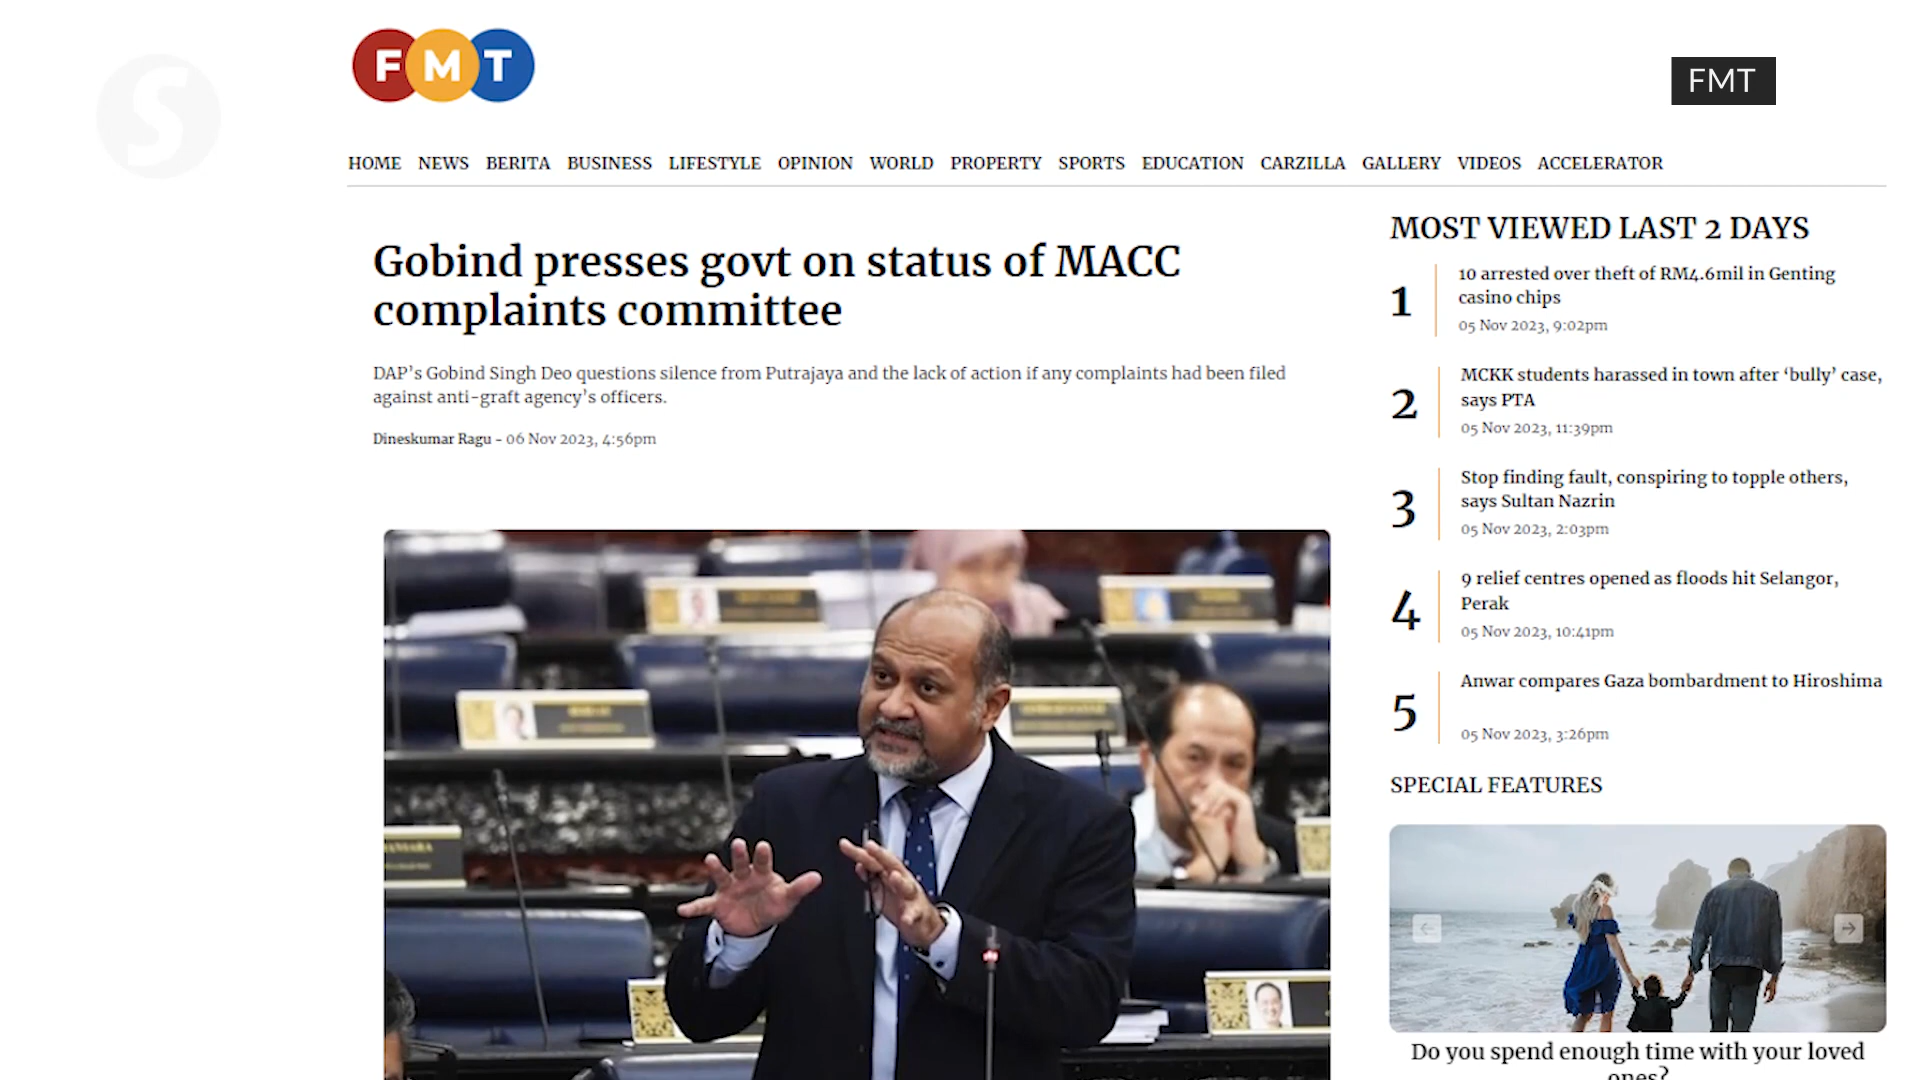 S
FMT
FMT
HOME NEWS BERITA BUSINESS LIFESTYLE OPINION WORLD PROPERTY SPORTS EDUCATION CARZILLA GALLERY VIDEOS ACCELERATOR
Gobind presses govt on status of MACC
complaints committee
DAP’s Gobind Singh Deo questions silence from Putrajaya and the lack of action if any complaints had been filed
against anti-graft agency’s officers.
Dineskumar Ragu - 06 Nov 2023, 4:56pm
MOST VIEWED LAST 2 DAYS
1
10 arrested over theft of RM4.6mil in Genting
casino chips
05 Nov 2023, 9:02pm
2
MCKK students harassed in town after ‘bully’ case,
says PTA
05 Nov 2023, 11:39pm
3
Stop finding fault, conspiring to topple others,
says Sultan Nazrin
05 Nov 2023, 2:03pm
4
9 relief centres opened as floods hit Selangor,
Perak
05 Nov 2023, 10:41pm
5
Anwar compares Gaza bombardment to Hiroshima
05 Nov 2023, 3:26pm
SPECIAL FEATURES
Do you spend enough time with your loved
ones?